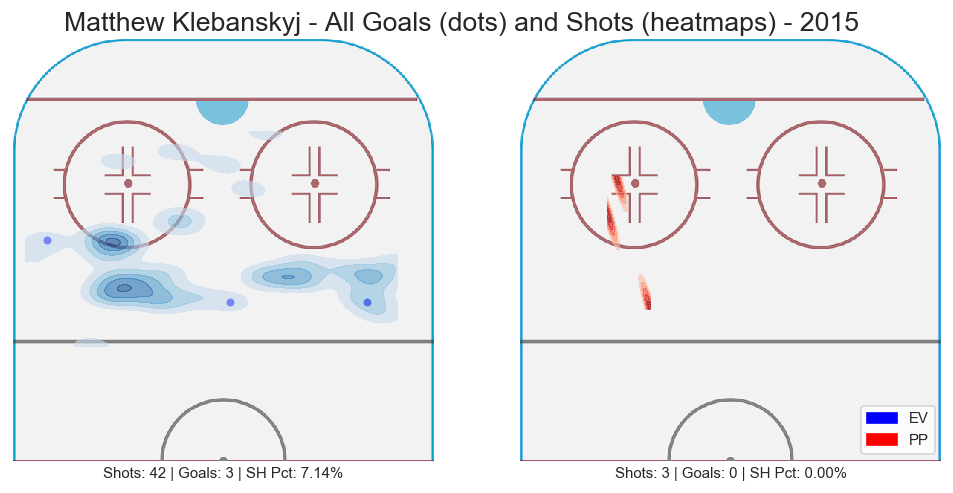 Matthew Klebanskyj - All Goals (dots) and Shots (heatmaps) - 2015
EV
PP
Shots: 42 | Goals: 3 | SH Pct: 7.14%
Shots: 3 | Goals: 0 | SH Pct: 0.00%